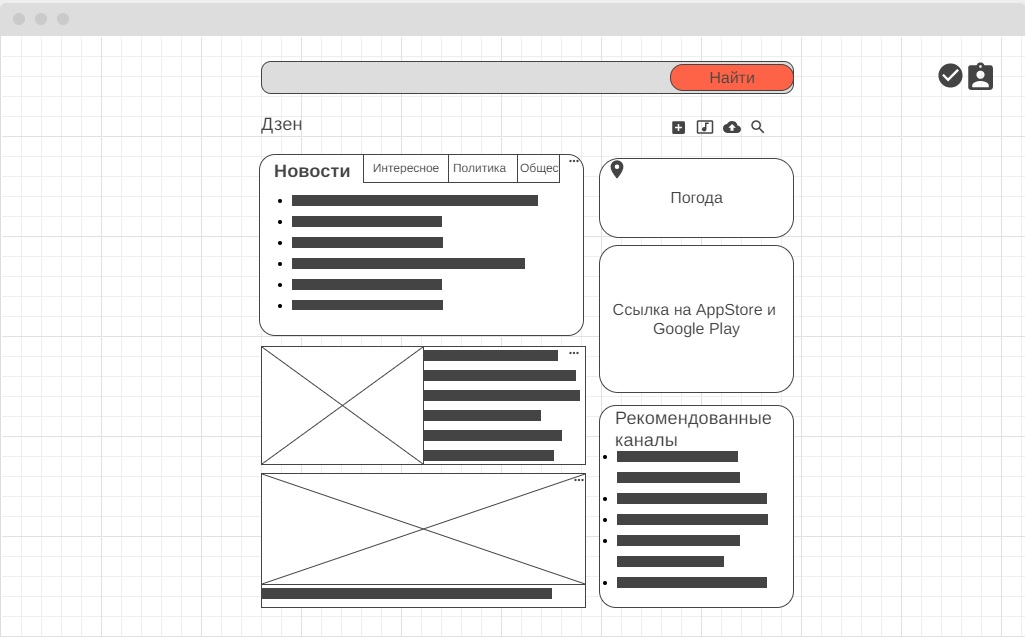 Найти
Дзен
Новости
Интересное
Политика
Общес
Погода
Ссылка на AppStore и
Google Play
Рекомендованные
каналы